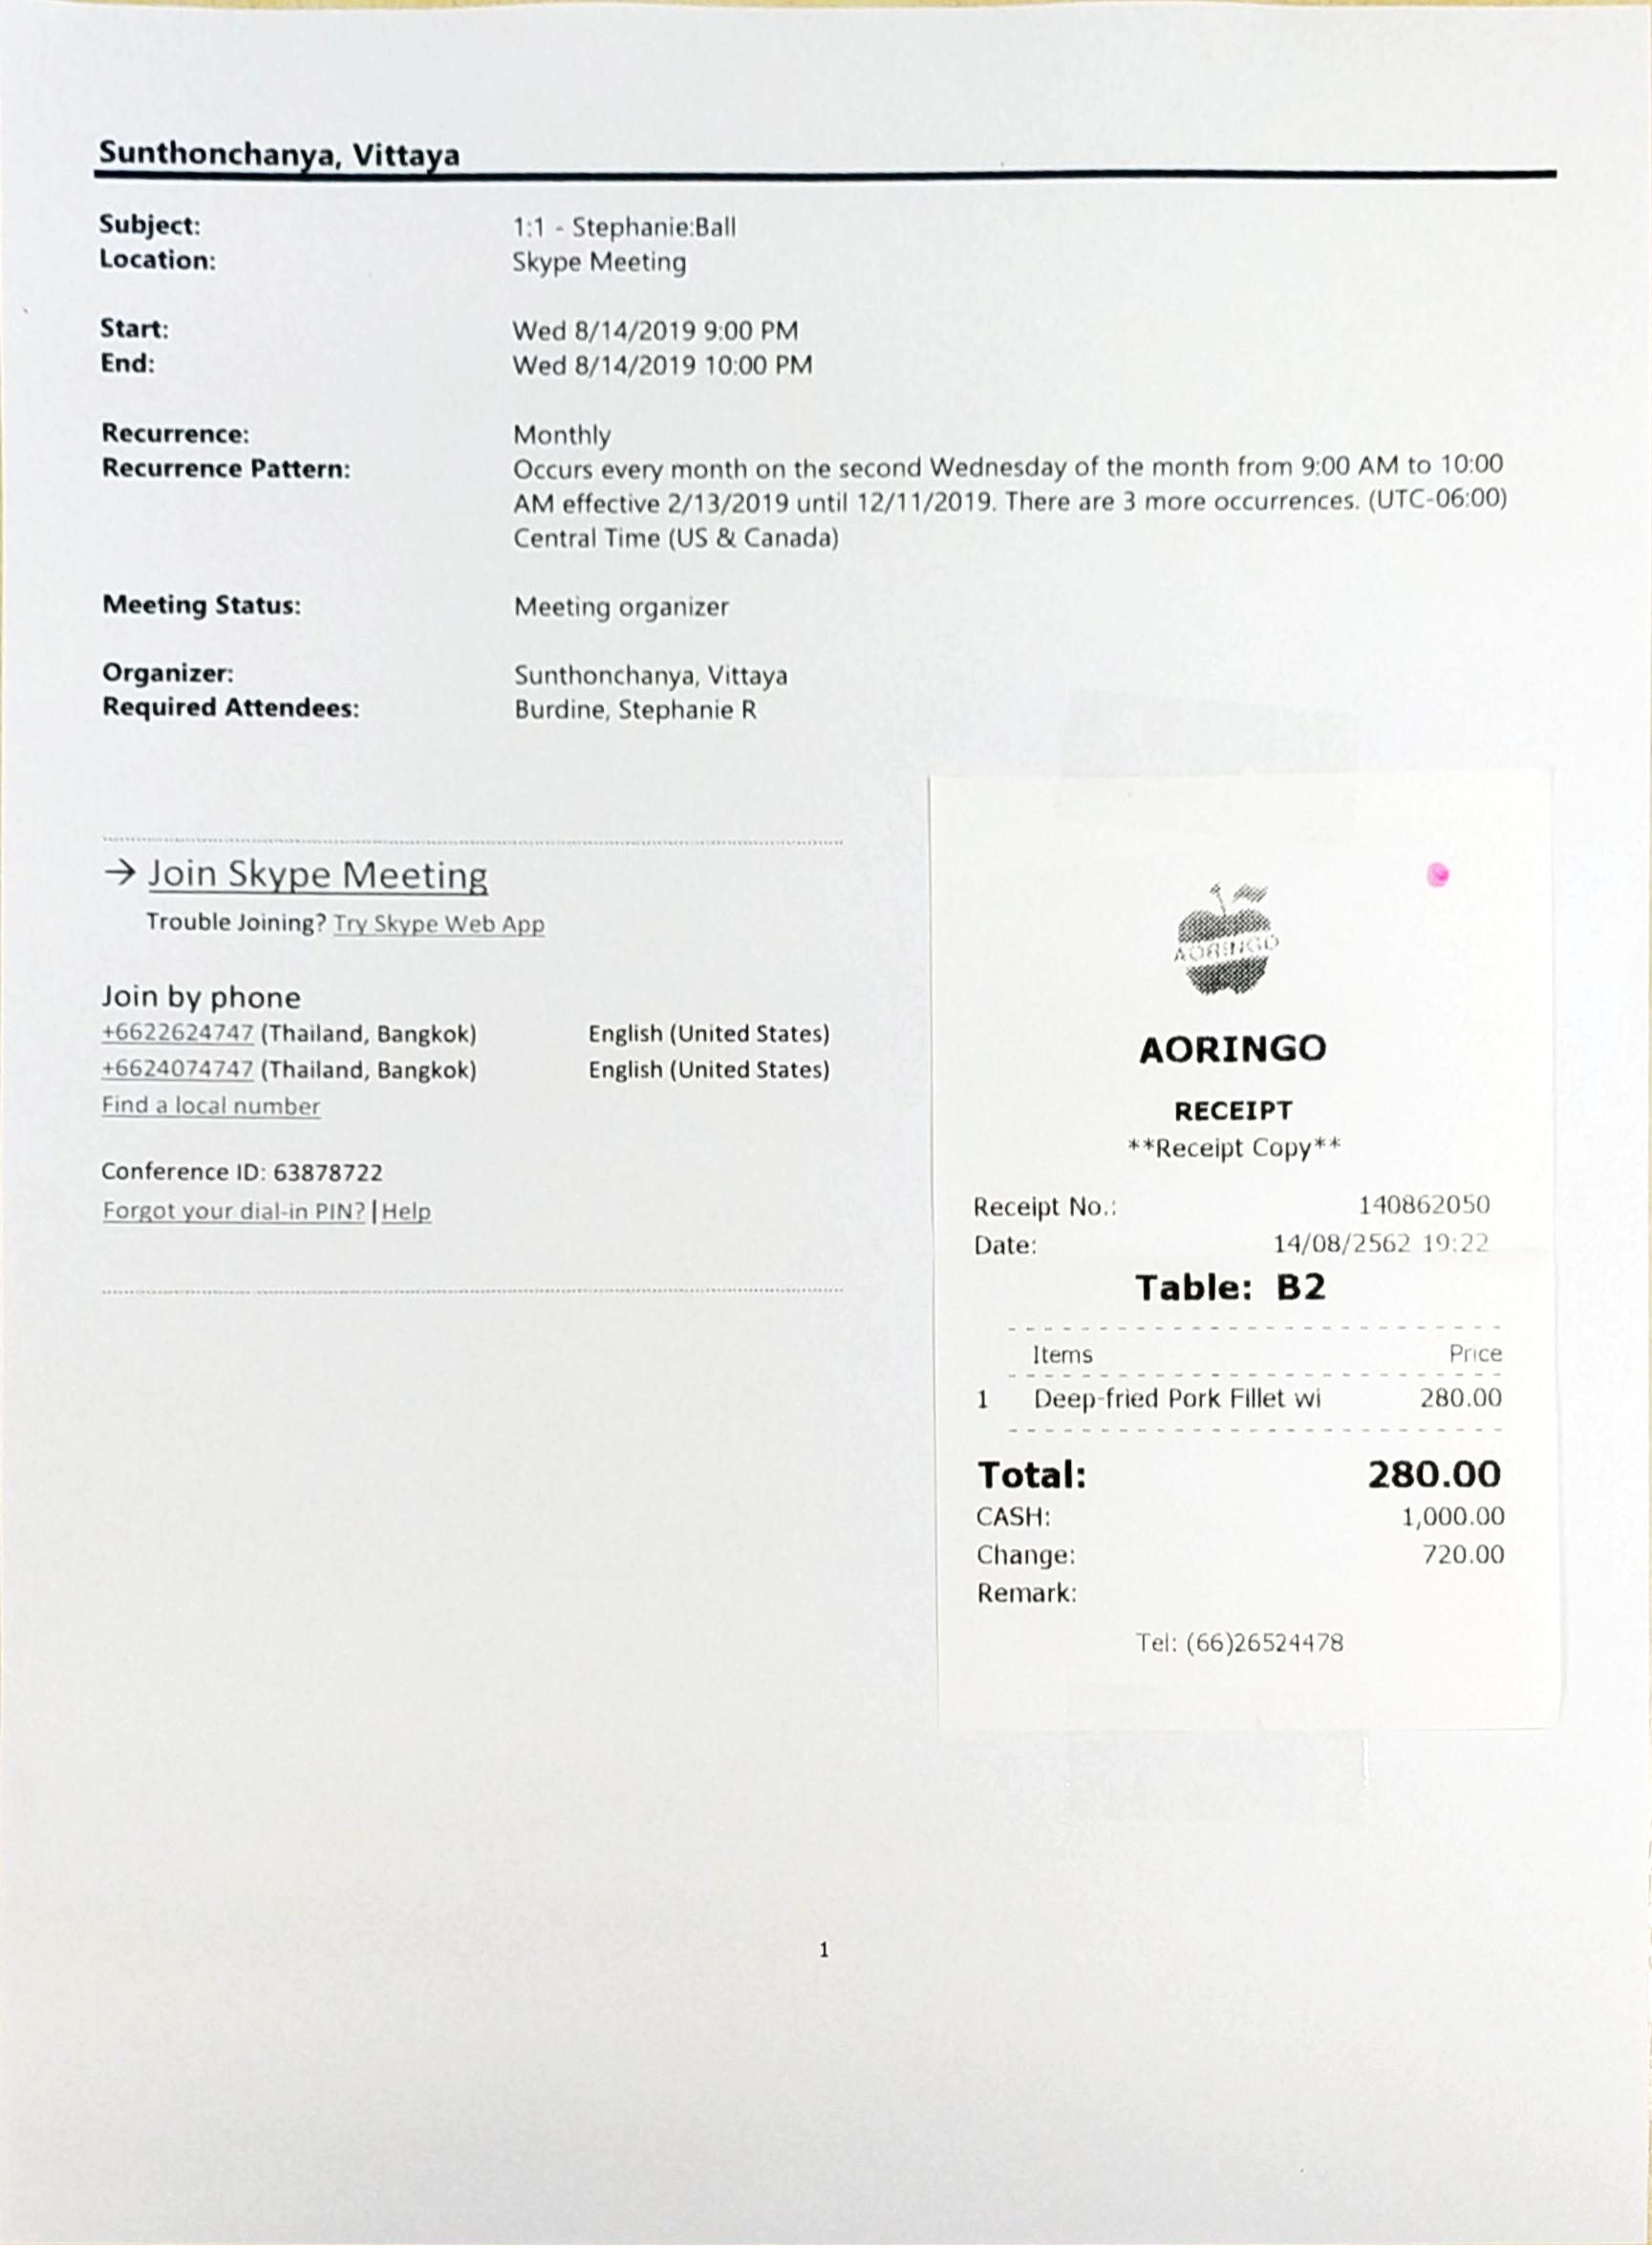 Sunthonchanya, Vittaya
Subject: 1:1 - Stephanie:Ball
Location: Skype Meeting
Start: Wed 8/14/2019 9:00 PM
End: Wed 8/14/2019 10:00 PM
Recurrence: Monthly
Recurrence Pattern: Occurs every month on the second Wednesday of the month from 9:00 AM to 10:00
AM effective 2/13/2019 until 12/11/2019. There are 3 more occurrences. (UTC-06:00)
Central Time (US & Canada)
Meeting Status: Meeting organizer
Organizer: Sunthonchanya, Vittaya
Required Attendees: Burdine, Stephanie R
→ Join Skype Meeting
Trouble Joining? Try Skype Web App
Join by phone
+6622624747 (Thailand, Bangkok) English (United States)
+6624074747 (Thailand, Bangkok) English (United States)
Find a local number
Conference ID: 63878722
Forgot your dial-in PIN? | Help
AORINGO
AORINGO
RECEIPT
**Receipt Copy**
Receipt No.: 140862050
Date: 14/08/2562 19:22
Table: B2
Items Price
1 Deep-fried Pork Fillet wi 280.00
Total: 280.00
CASH: 1,000.00
Change: 720.00
Remark:
Tel: (66)26524478
1